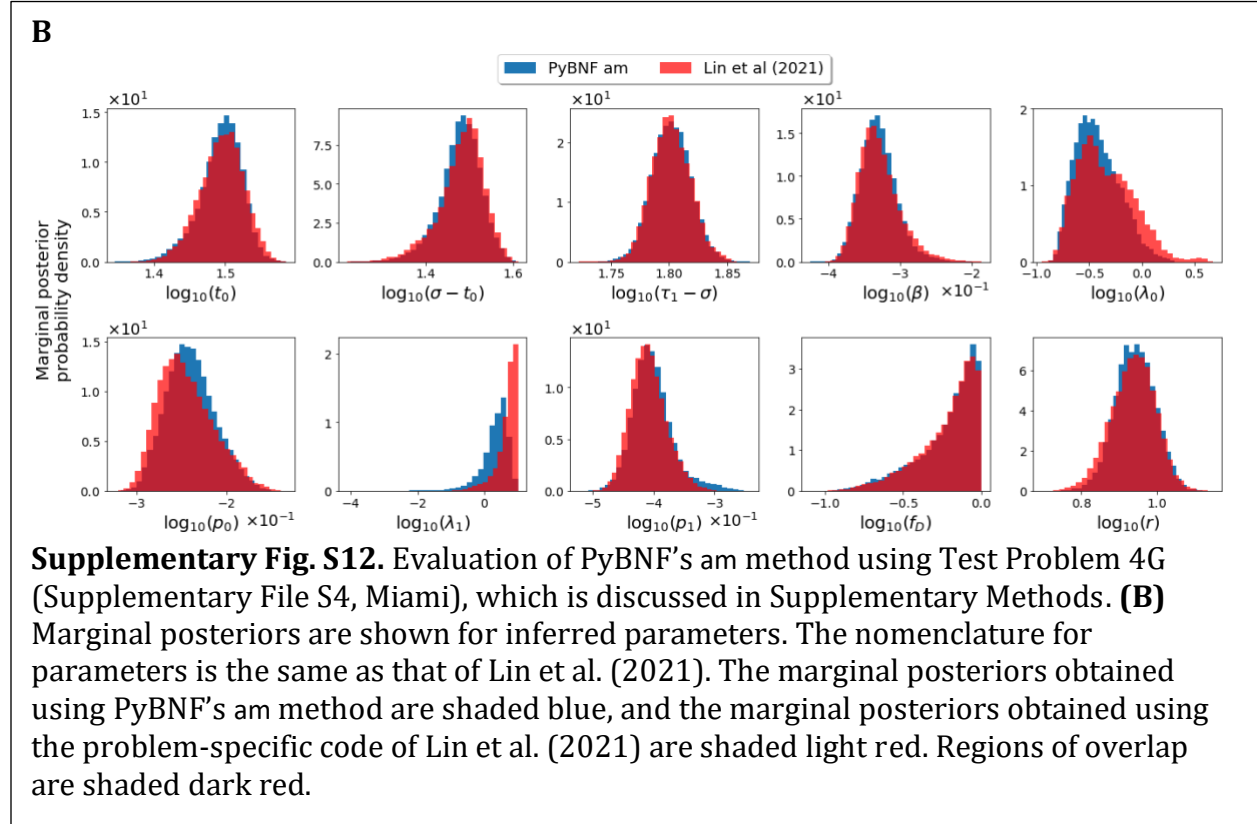 B
PyBNF am Lin et al (2021)
Marginal posterior
probability density
×10¹ ×10¹ ×10¹
1.5 7.5 2 1.5 2
1.0 5.0 1 1.0 1
0.5 2.5 0.5
0.0 0.0 0 0.0 0
1.4 1.5 1.4 1.6 1.75 1.80 1.85 −4 −3 −2 −1.0 −0.5 0.0 0.5
log₁₀(t₀) log₁₀(σ − t₀) log₁₀(τ₁ − σ) log₁₀(β) ×10⁻¹ log₁₀(λ₀)
×10¹ ×10¹
1.5 2 1.5 3 6
1.0 1 1.0 2 4
0.5 0.5 1 2
0.0 0 0.0 0 0
−3 −2 −4 −2 0 −5 −4 −3 −1.0 −0.5 0.0 0.8 1.0
log₁₀(p₀) ×10⁻¹ log₁₀(λ₁) log₁₀(p₁) ×10⁻¹ log₁₀(f_D) log₁₀(r)
Supplementary Fig. S12. Evaluation of PyBNF’s am method using Test Problem 4G
(Supplementary File S4, Miami), which is discussed in Supplementary Methods. (B)
Marginal posteriors are shown for inferred parameters. The nomenclature for
parameters is the same as that of Lin et al. (2021). The marginal posteriors obtained
using PyBNF’s am method are shaded blue, and the marginal posteriors obtained using
the problem-specific code of Lin et al. (2021) are shaded light red. Regions of overlap
are shaded dark red.